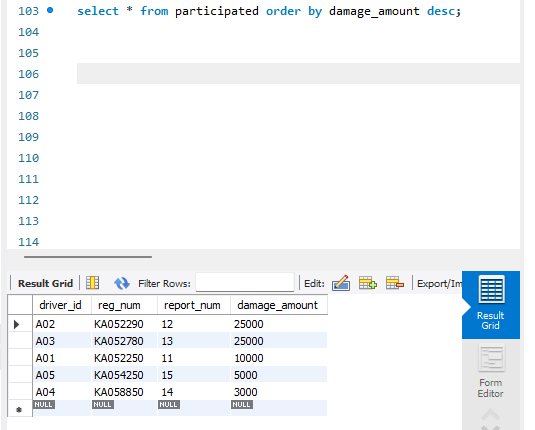 103 select * from participated order by damage_amount desc;
104
105
106
107
108
109
110
111
112
113
114
Result Grid Filter Rows: Edit: Export/Im
driver_id reg_num report_num damage_amount
A02 KA052290 12 25000
A03 KA052780 13 25000
A01 KA052250 11 10000
A05 KA054250 15 5000
A04 KA058850 14 3000
NULL NULL NULL NULL
Result
Grid
Form
Editor